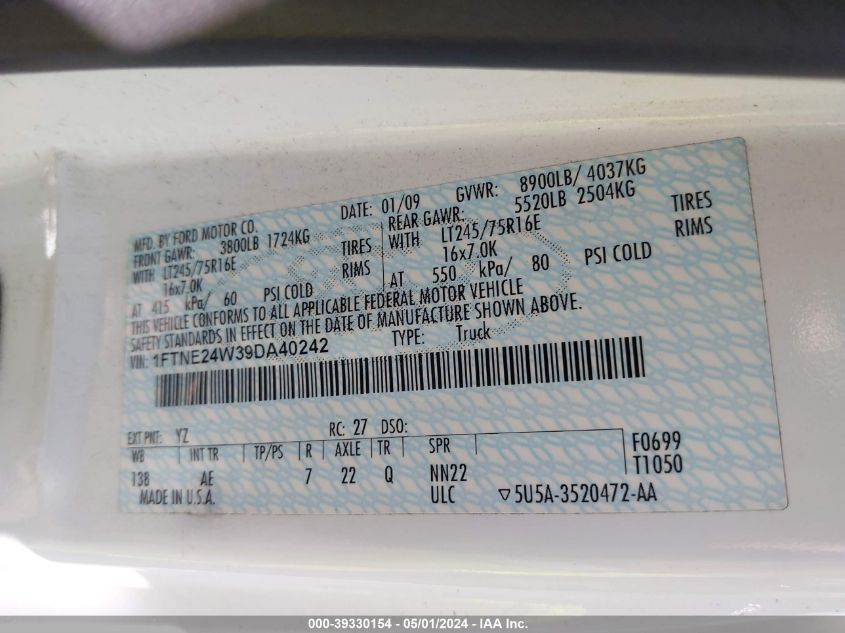 MFD. BY FORD MOTOR CO.
DATE: 01/09 GVWR: 8900LB/ 4037KG
FRONT GAWR: 3800LB 1724KG
REAR GAWR: 5520LB 2504KG
WITH LT245/75R16E TIRES
WITH LT245/75R16E TIRES
16x7.0K RIMS
16x7.0K RIMS
AT 415 kPa/ 60 PSI COLD
AT 550 kPa/ 80 PSI COLD
THIS VEHICLE CONFORMS TO ALL APPLICABLE FEDERAL MOTOR VEHICLE
SAFETY STANDARDS IN EFFECT ON THE DATE OF MANUFACTURE SHOWN ABOVE.
VIN: 1FTNE24W39DA40242 TYPE: Truck
EXT PNT: YZ RC: 27 DSO:
WB INT TR TP/PS R AXLE TR SPR F0699
138 AE 7 22 Q NN22 T1050
MADE IN U.S.A. ULC ▽5U5A-3520472-AA
000-39330154 - 05/01/2024 - IAA Inc.